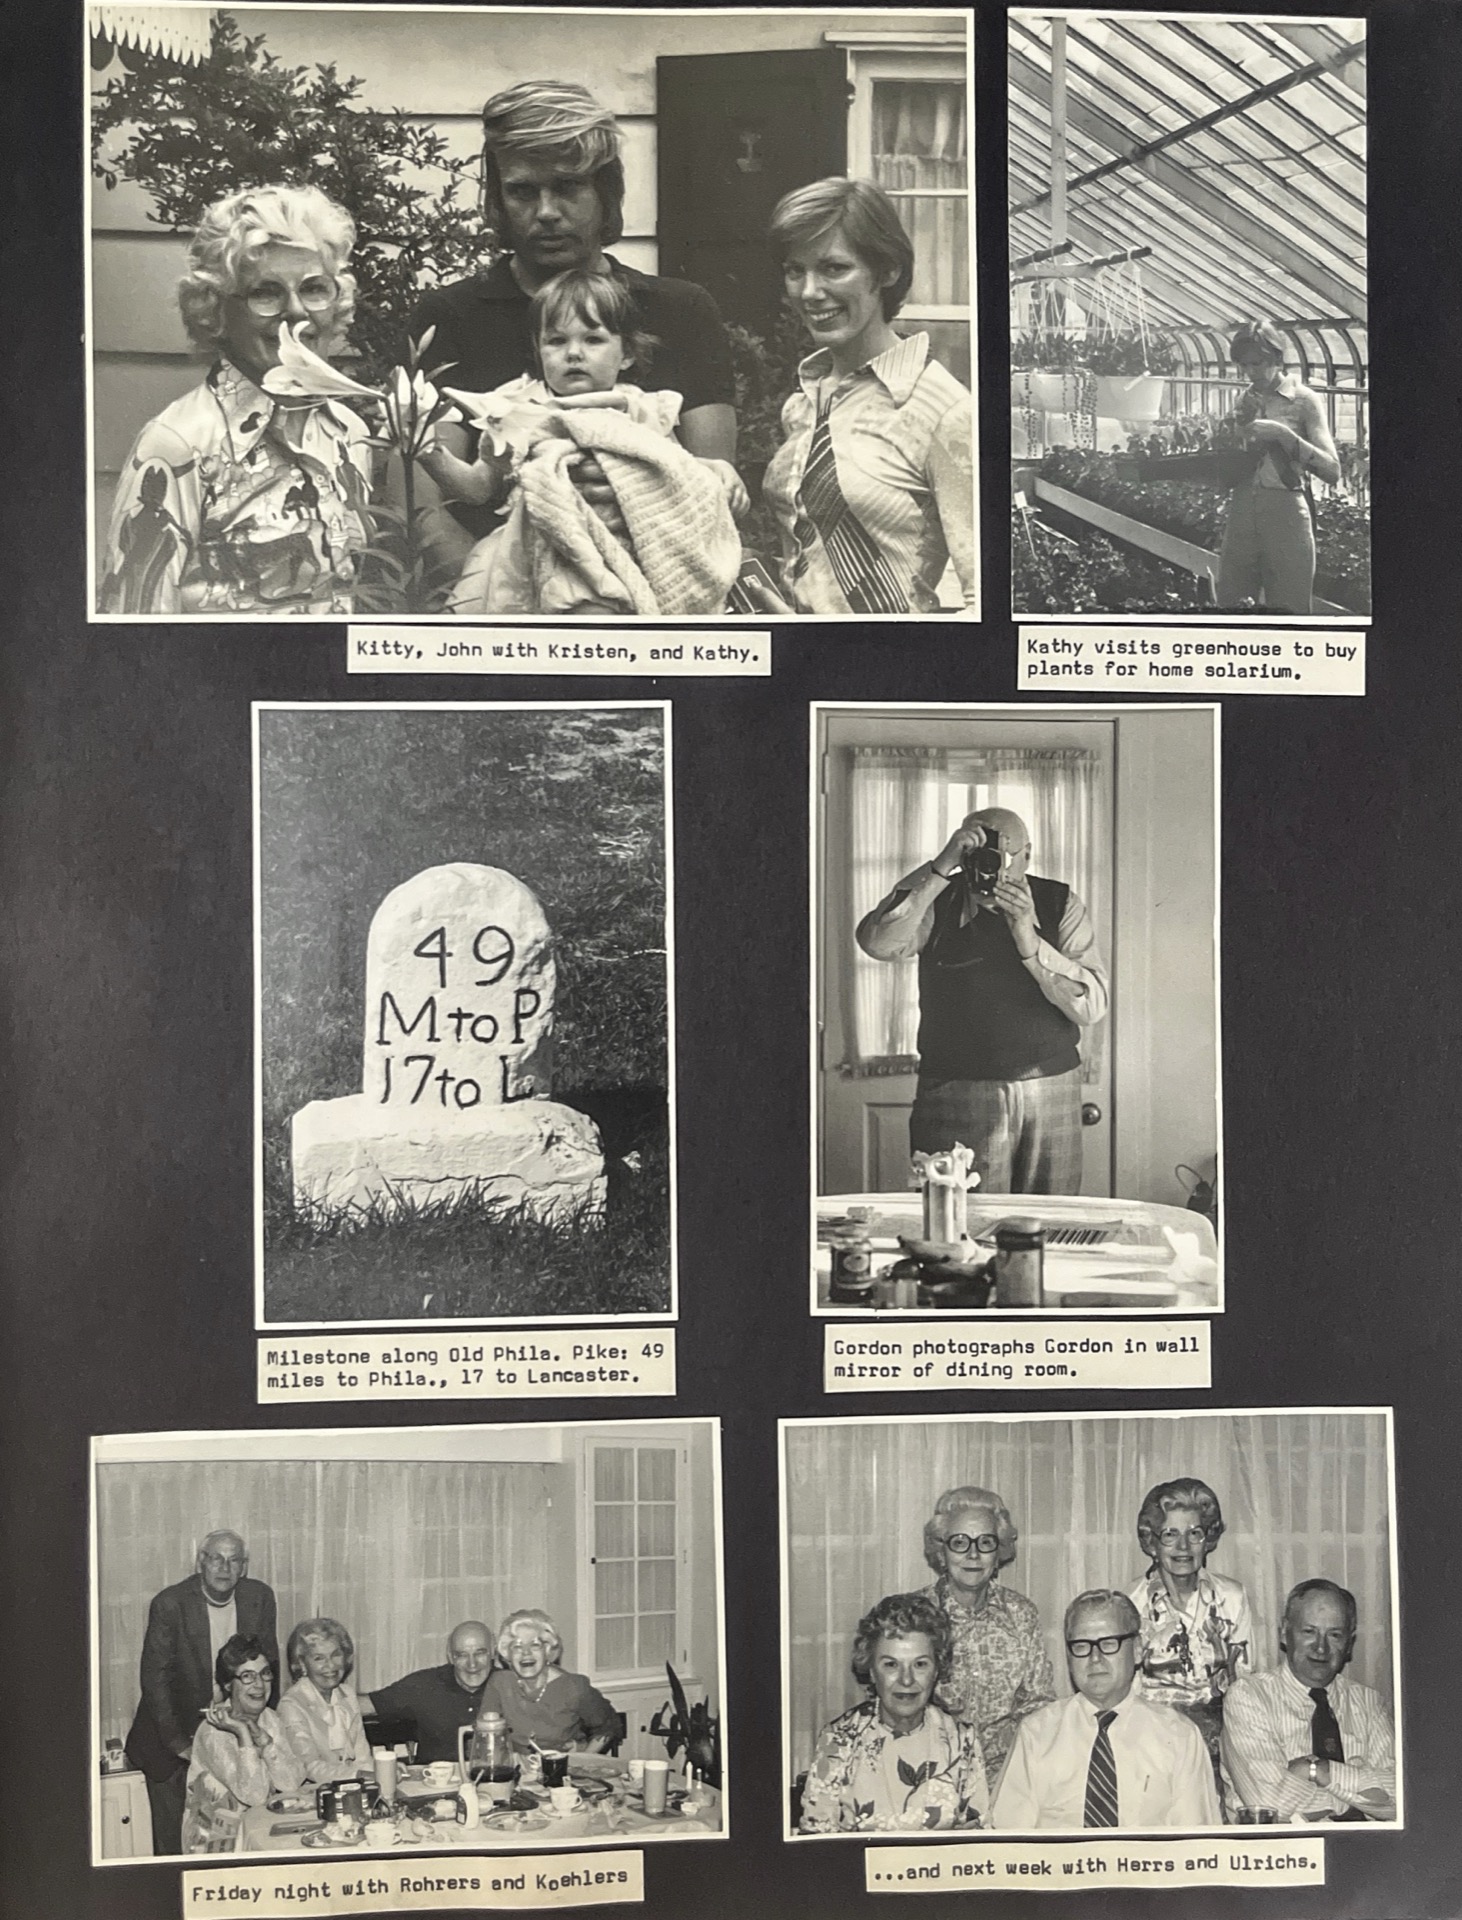 Kitty, John with Kristen, and Kathy.
Kathy visits greenhouse to buy
plants for home solarium.
49
M to P
17 to L
Milestone along Old Phila. Pike: 49
miles to Phila., 17 to Lancaster.
Gordon photographs Gordon in wall
mirror of dining room.
Friday night with Rohrers and Koehlers
...and next week with Herrs and Ulrichs.